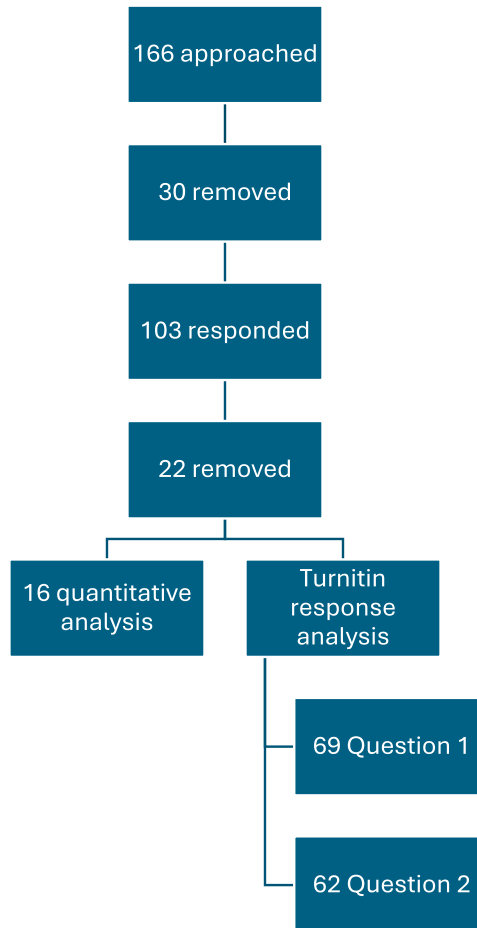 166 approached
30 removed
103 responded
22 removed
16 quantitative
analysis
Turnitin
response
analysis
69 Question 1
62 Question 2